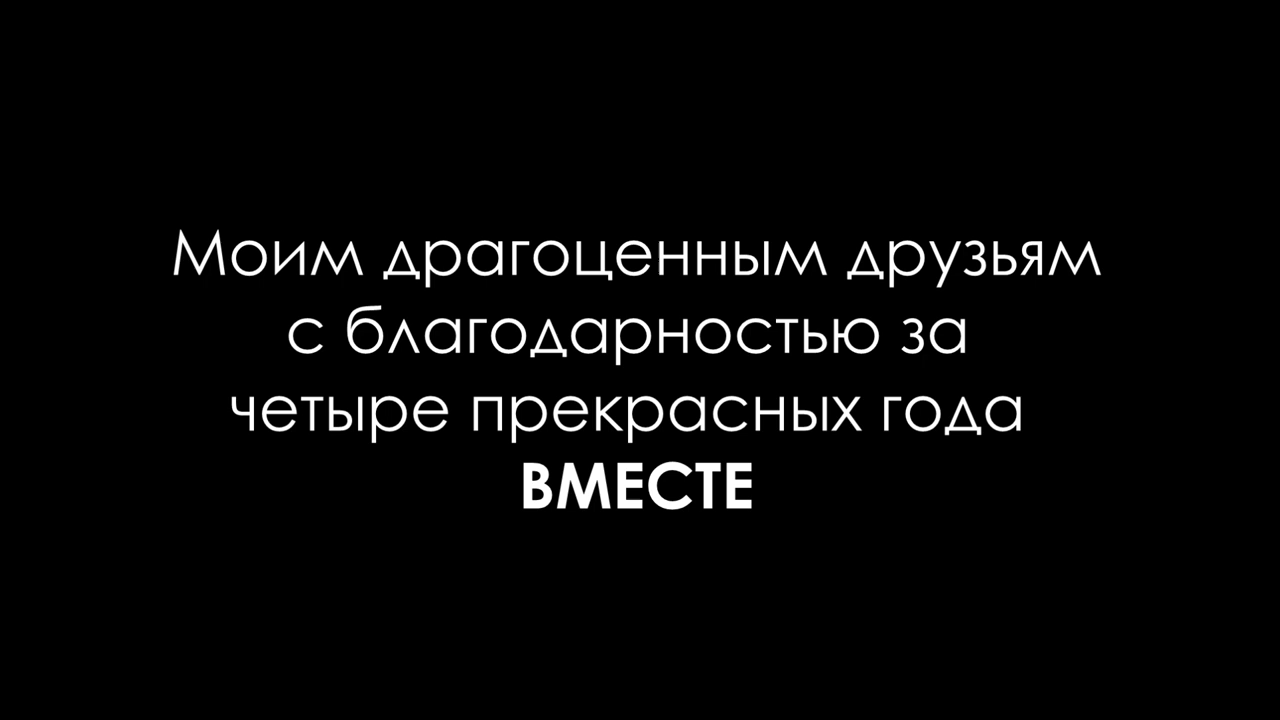 Моим драгоценным друзьям
с благодарностью за
четыре прекрасных года
ВМЕСТЕ